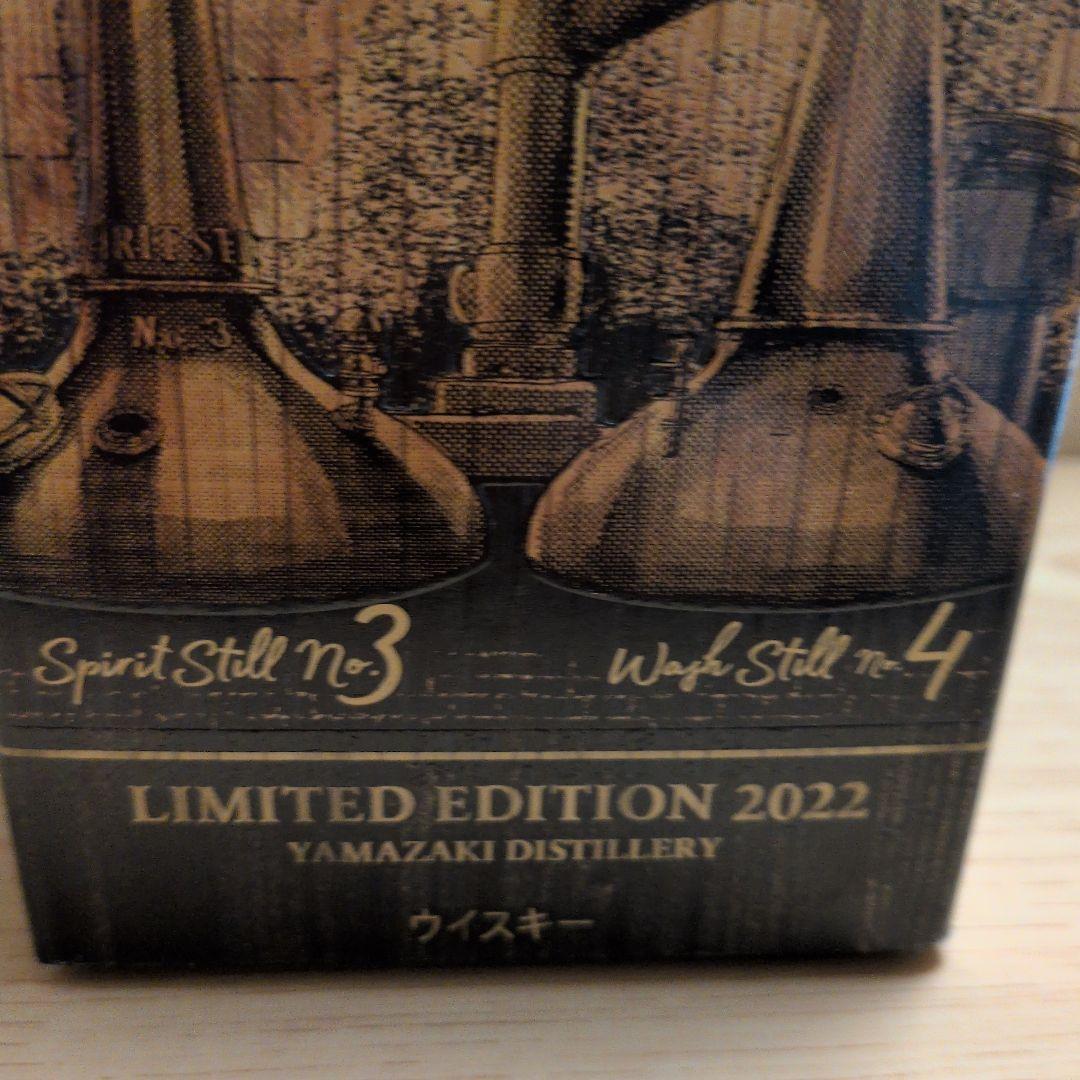 No 3
Spirit Still No.3
Wash Still No.4
LIMITED EDITION 2022
YAMAZAKI DISTILLERY
ウイスキー